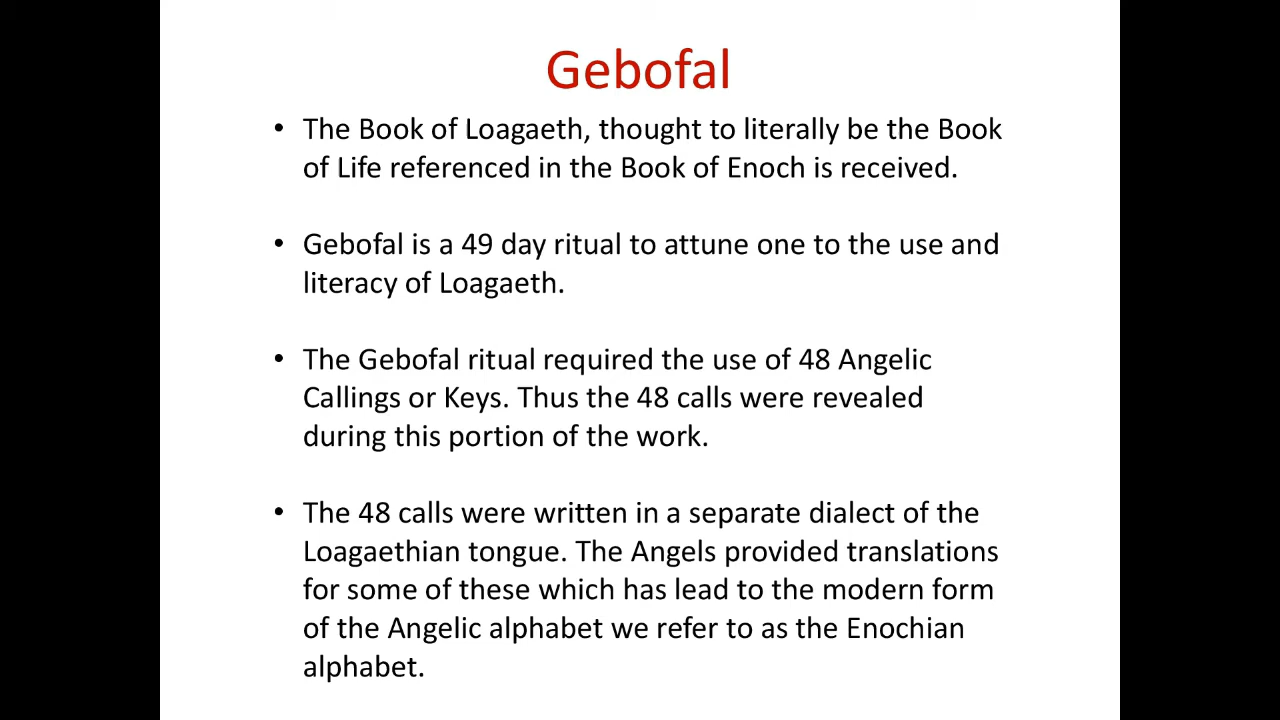 Gebofal
• The Book of Loagaeth, thought to literally be the Book
of Life referenced in the Book of Enoch is received.
• Gebofal is a 49 day ritual to attune one to the use and
literacy of Loagaeth.
• The Gebofal ritual required the use of 48 Angelic
Callings or Keys. Thus the 48 calls were revealed
during this portion of the work.
• The 48 calls were written in a separate dialect of the
Loagaethian tongue. The Angels provided translations
for some of these which has lead to the modern form
of the Angelic alphabet we refer to as the Enochian
alphabet.